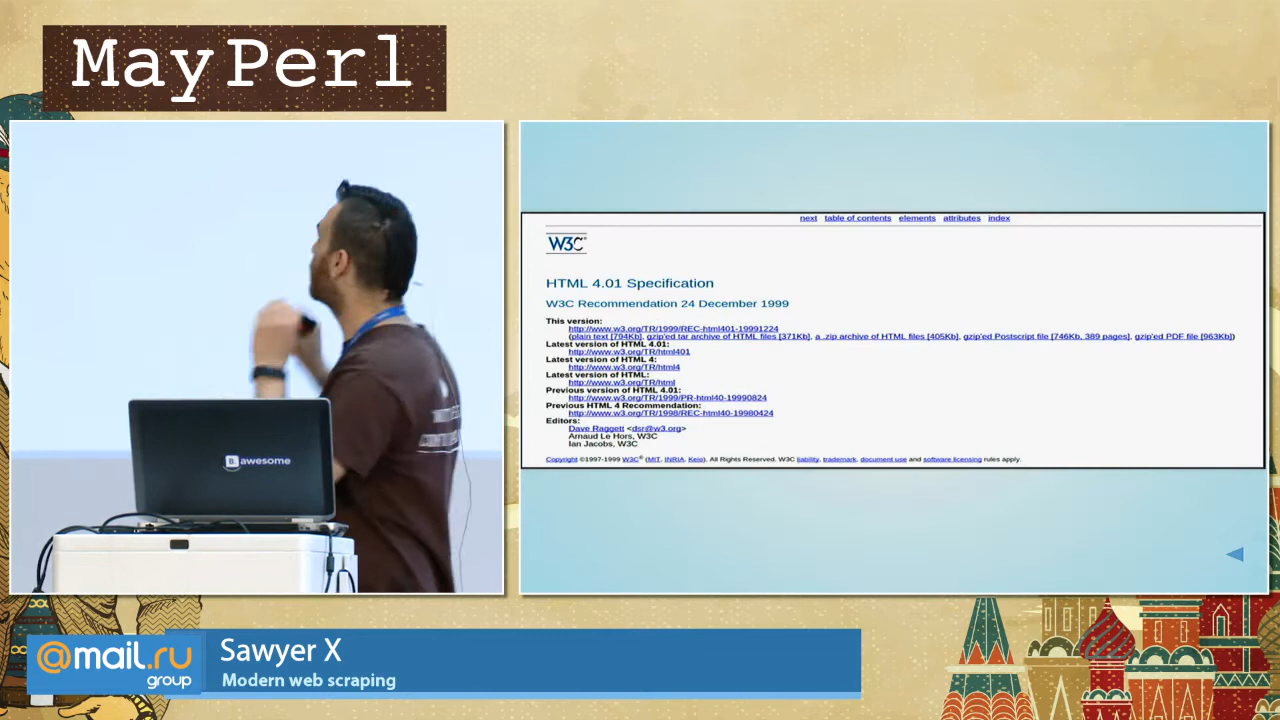 MayPerl
B. awesome
next table of contents elements attributes index
W3C®
HTML 4.01 Specification
W3C Recommendation 24 December 1999
This version:
http://www.w3.org/TR/1999/REC-html401-19991224
(plain text [794Kb], gzip'ed tar archive of HTML files [371Kb], a .zip archive of HTML files [405Kb], gzip'ed Postscript file [746Kb, 389 pages], gzip'ed PDF file [963Kb])
Latest version of HTML 4.01:
http://www.w3.org/TR/html401
Latest version of HTML 4:
http://www.w3.org/TR/html4
Latest version of HTML:
http://www.w3.org/TR/html
Previous version of HTML 4.01:
http://www.w3.org/TR/1999/PR-html40-19990824
Previous HTML 4 Recommendation:
http://www.w3.org/TR/1998/REC-html40-19980424
Editors:
Dave Raggett <dsr@w3.org>
Arnaud Le Hors, W3C
Ian Jacobs, W3C
Copyright ©1997-1999 W3C® (MIT, INRIA, Keio), All Rights Reserved. W3C liability, trademark, document use and software licensing rules apply.
@mail.ru
group
Sawyer X
Modern web scraping